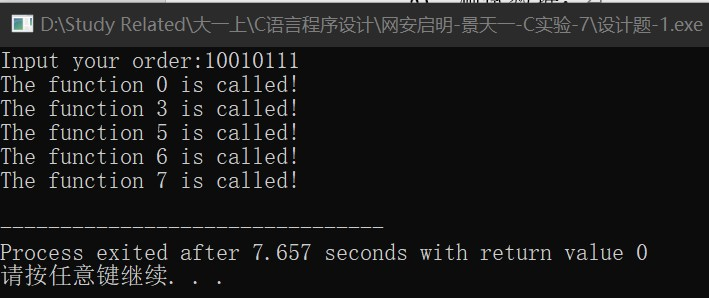 D:\Study Related\大一上\C语言程序设计\网安启明-景天一-C实验-7\设计题-1.exe
Input your order:10010111
The function 0 is called!
The function 3 is called!
The function 5 is called!
The function 6 is called!
The function 7 is called!
--------------------------------
Process exited after 7.657 seconds with return value 0
请按任意键继续. . .